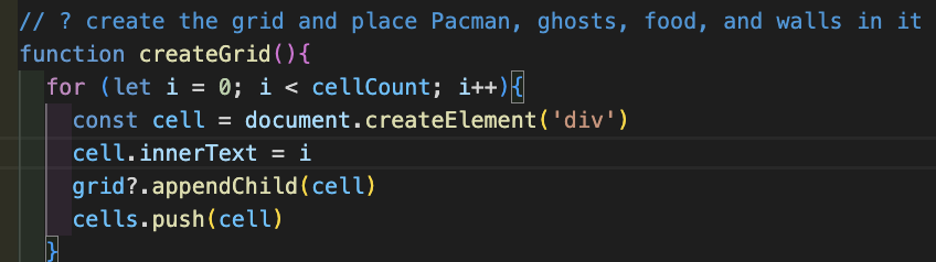 // ? create the grid and place Pacman, ghosts, food, and walls in it
function createGrid(){
for (let i = 0; i < cellCount; i++){
const cell = document.createElement('div')
cell.innerText = i
grid?.appendChild(cell)
cells.push(cell)
}